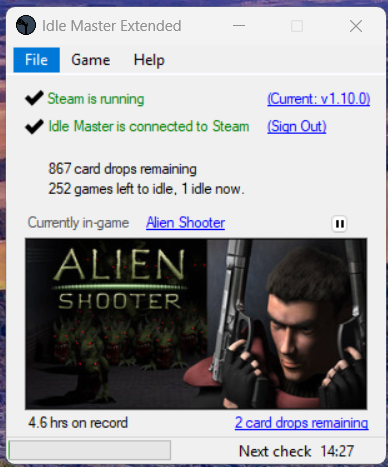 Idle Master Extended
File Game Help
Steam is running (Current: v1.10.0)
Idle Master is connected to Steam (Sign Out)
867 card drops remaining
252 games left to idle, 1 idle now.
Currently in-game Alien Shooter
ALIEN
SHOOTER
4.6 hrs on record 2 card drops remaining
Next check 14:27